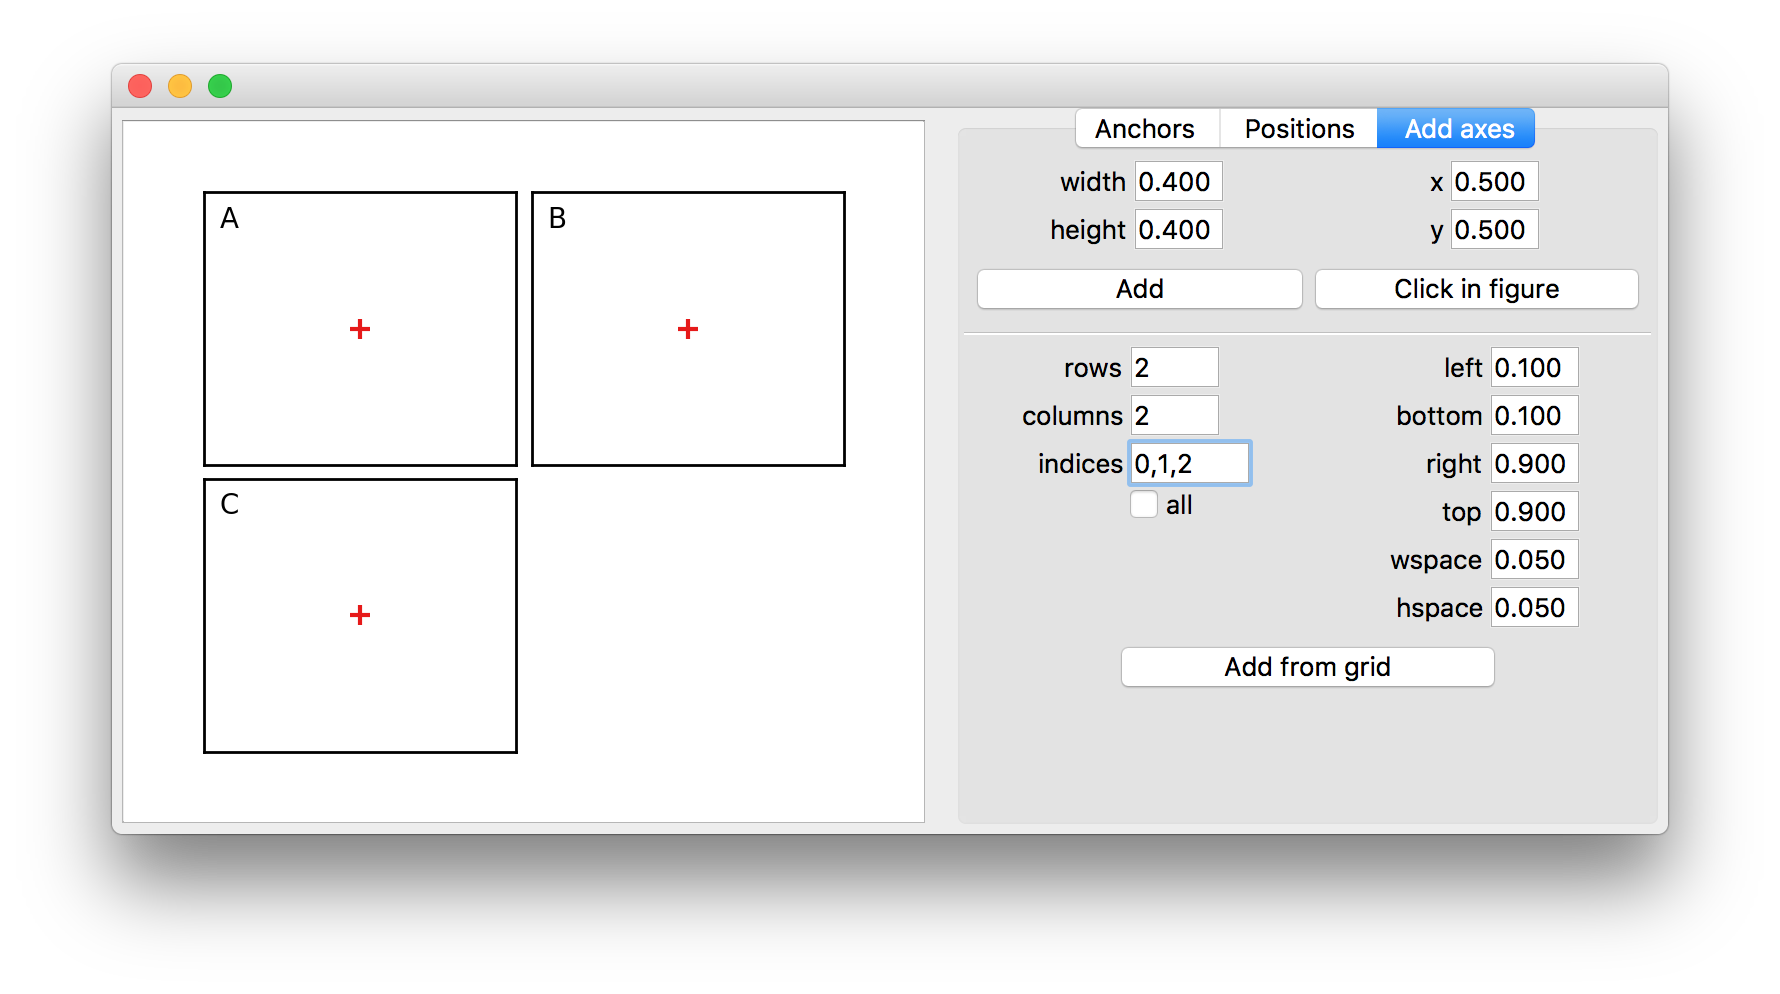 Anchors Positions Add axes
A
B
C
width 0.400 x 0.500
height 0.400 y 0.500
Add Click in figure
rows 2 left 0.100
columns 2 bottom 0.100
indices 0,1,2 right 0.900
all top 0.900
wspace 0.050
hspace 0.050
Add from grid